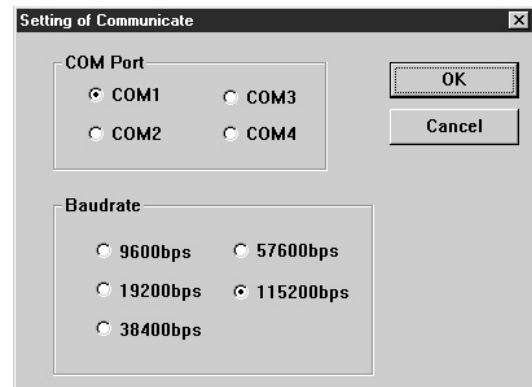 Setting of Communicate
COM Port
COM1
COM3
COM2
COM4
OK
Cancel
Baudrate
9600bps
57600bps
19200bps
115200bps
38400bps